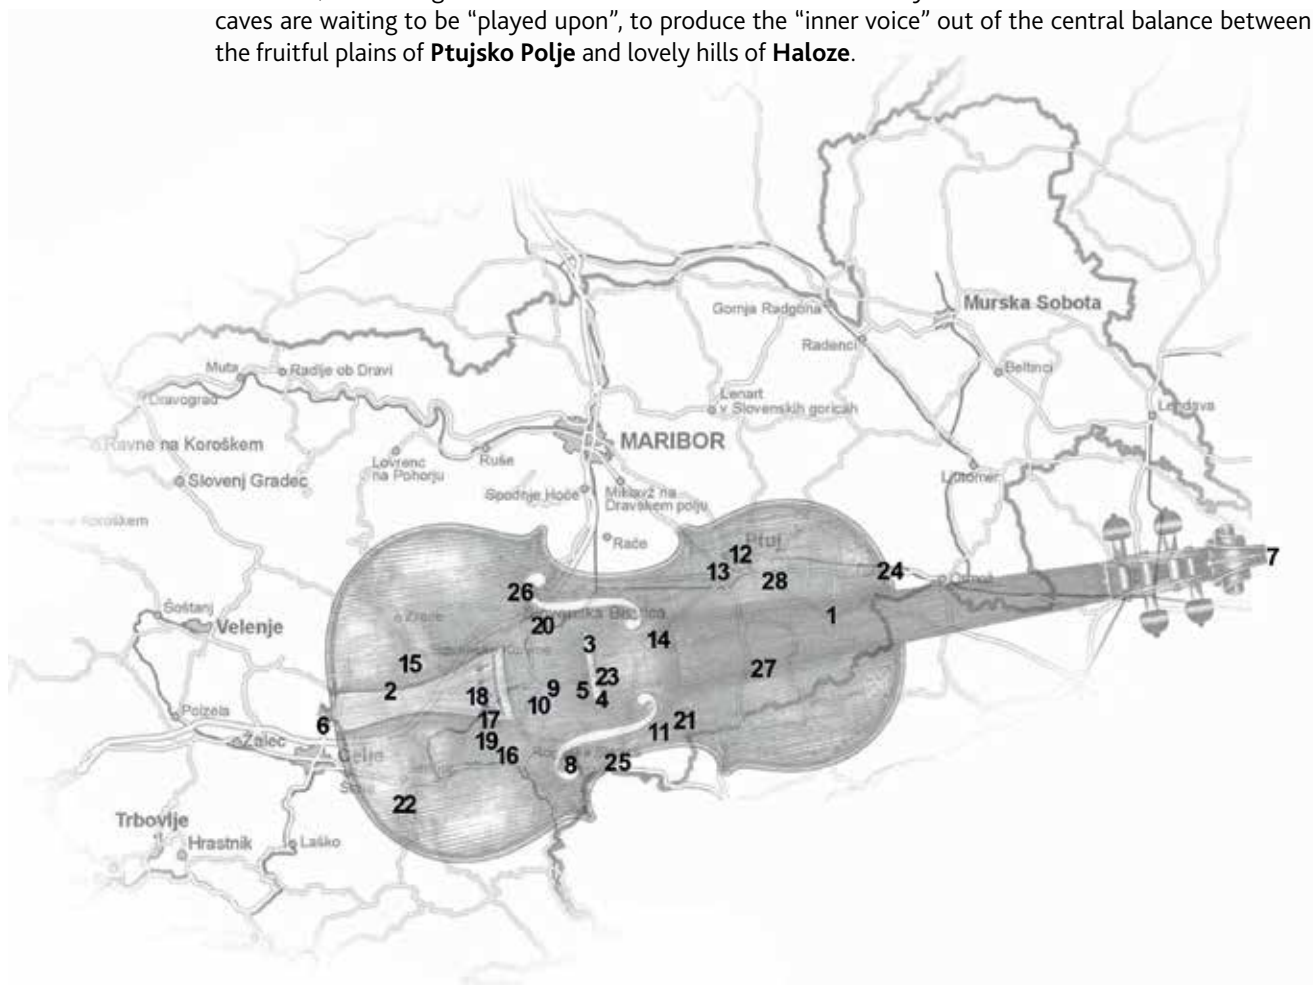 caves are waiting to be “played upon”, to produce the “inner voice” out of the central balance between
the fruitful plains of Ptujsko Polje and lovely hills of Haloze.
Gornja Radgona
Murska Sobota
Radenci
Muta
Radlje ob Dravi
Beltinci
Dravograd
Lenart
v Slovenskih goricah
Lendava
Ravne na Koroškem
MARIBOR
Lovrenc
na Pohorju
Ruše
Slovenj Gradec
Ljutomer
Spodnje Hoče
Miklavž na
Dravskem polju
Rače
Ptuj
12
7
13
24
28
26
Šoštanj
Zreče
Slovenska Bistrica
1
Velenje
20
3
14
15
27
23
2
18
9
5
4
10
Polzela
6
17
21
Žalec
19
11
Celje
16
8
25
22
Trbovlje
Hrastnik
Laško